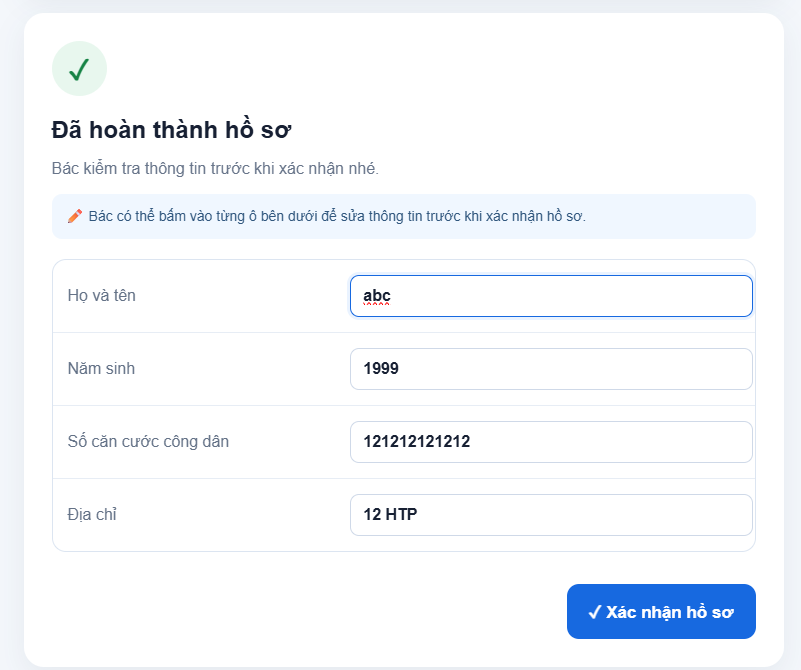 Đã hoàn thành hồ sơ
Bác kiểm tra thông tin trước khi xác nhận nhé.
Bác có thể bấm vào từng ô bên dưới để sửa thông tin trước khi xác nhận hồ sơ.
Họ và tên
abc
Năm sinh
1999
Số căn cước công dân
121212121212
Địa chỉ
12 HTP
✓ Xác nhận hồ sơ